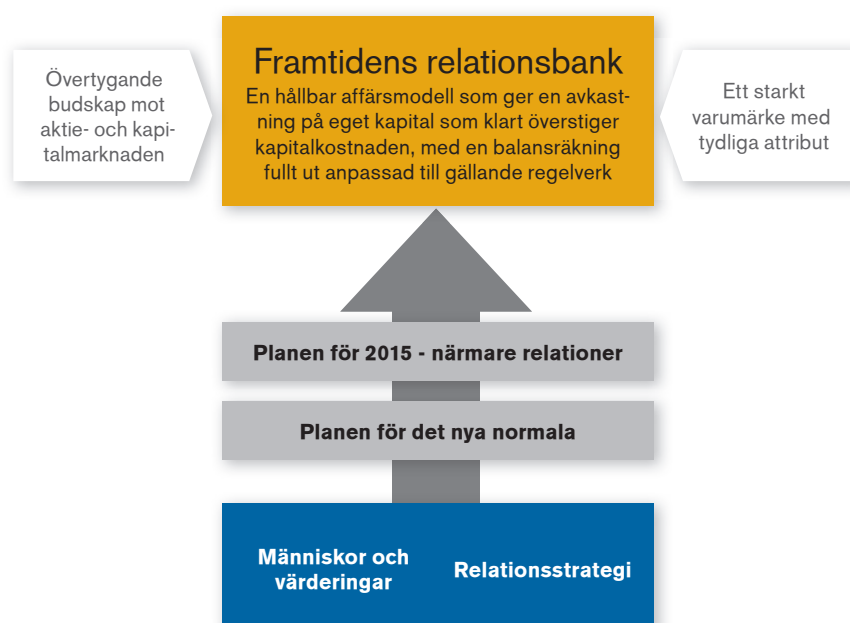 Övertygande
budskap mot
aktie- och kapi-
talmarknaden
Framtidens relationsbank
En hållbar affärsmodell som ger en avkast-
ning på eget kapital som klart överstiger
kapitalkostnaden, med en balansräkning
fullt ut anpassad till gällande regelverk
Ett starkt
varumärke med
tydliga attribut
Planen för 2015 - närmare relationer
Planen för det nya normala
Människor och
värderingar
Relationsstrategi